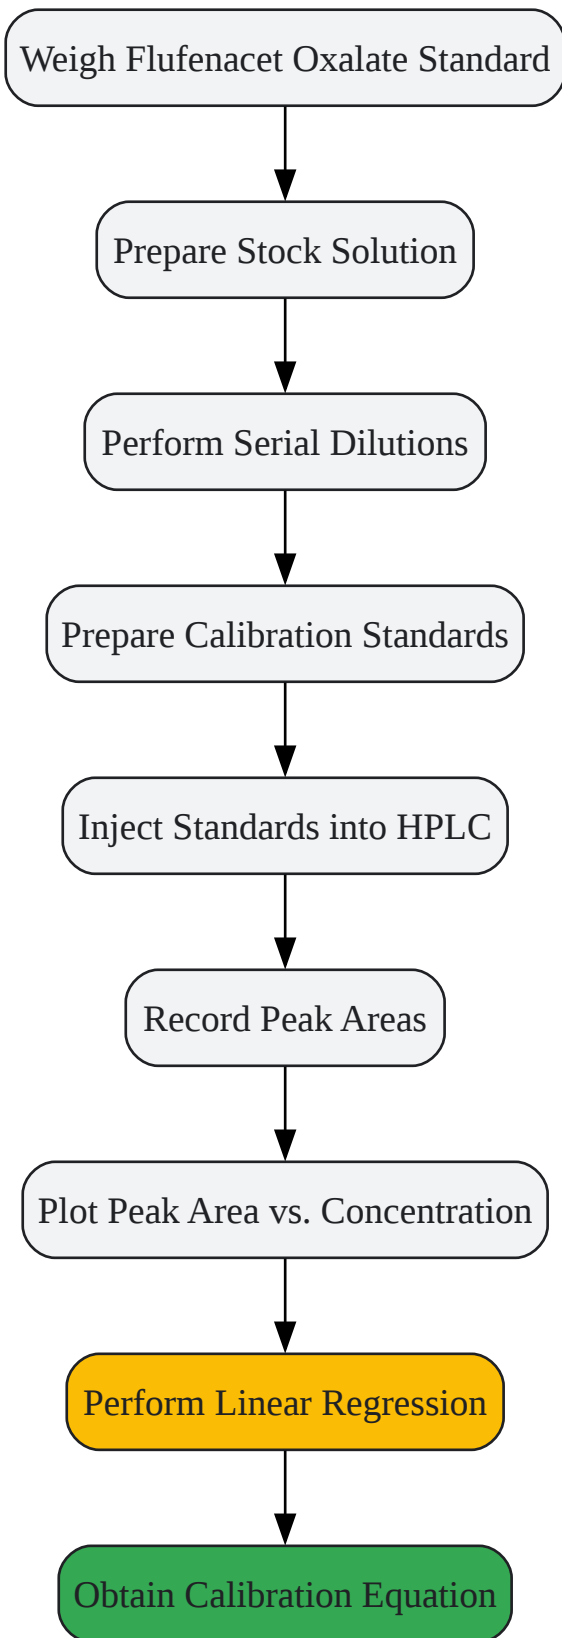 Weigh Flufenacet Oxalate Standard
Prepare Stock Solution
Perform Serial Dilutions
Prepare Calibration Standards
Inject Standards into HPLC
Record Peak Areas
Plot Peak Area vs. Concentration
Perform Linear Regression
Obtain Calibration Equation